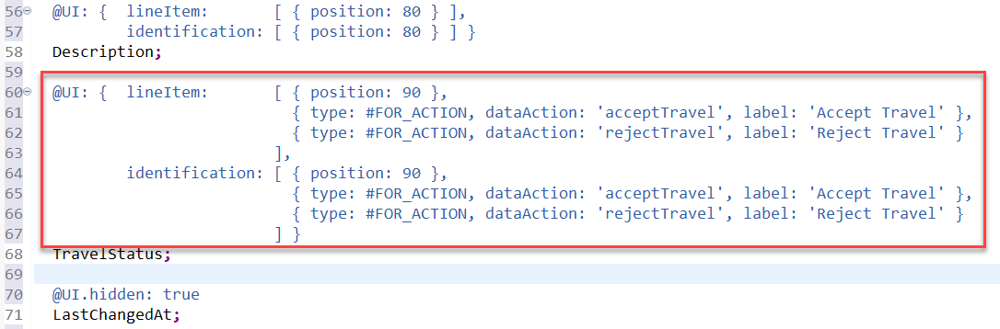 56 @UI: {  lineItem:       [ { position: 80 } ],
57         identification: [ { position: 80 } ] }
58 Description;
59
60 @UI: {  lineItem:       [ { position: 90 },
61                           { type: #FOR_ACTION, dataAction: 'acceptTravel', label: 'Accept Travel' },
62                           { type: #FOR_ACTION, dataAction: 'rejectTravel', label: 'Reject Travel' }
63                         ],
64         identification: [ { position: 90 },
65                           { type: #FOR_ACTION, dataAction: 'acceptTravel', label: 'Accept Travel' },
66                           { type: #FOR_ACTION, dataAction: 'rejectTravel', label: 'Reject Travel' }
67                         ] }
68 TravelStatus;
69
70 @UI.hidden: true
71 LastChangedAt;